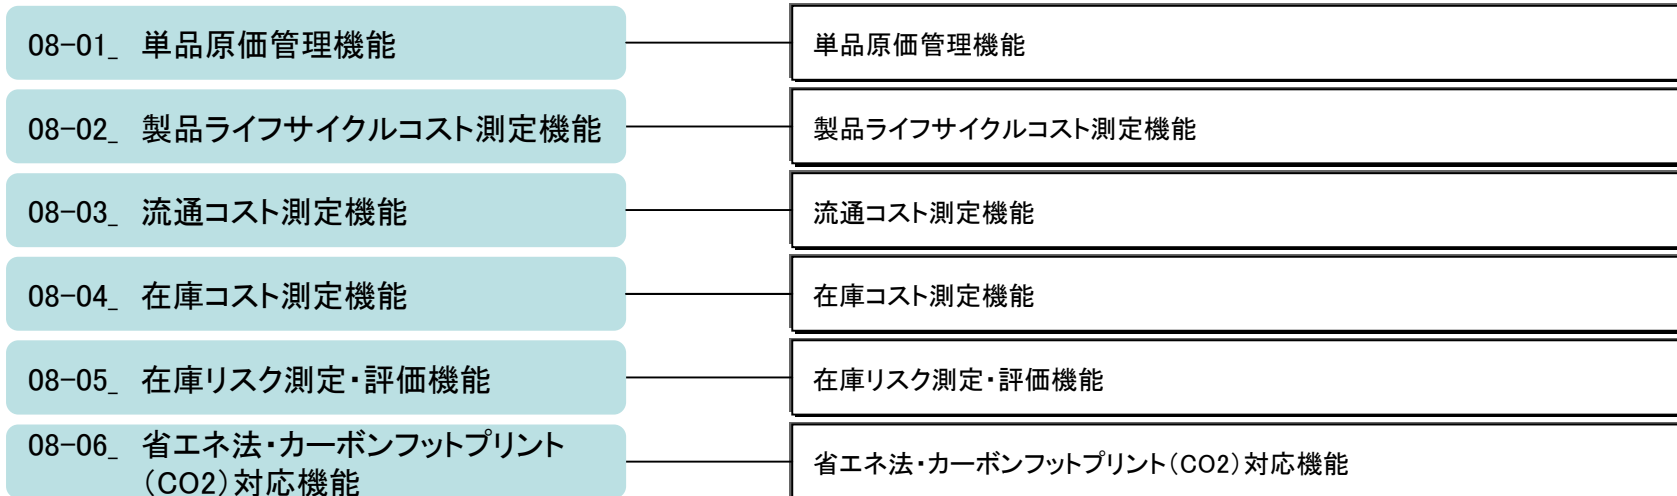 08-01_ 単品原価管理機能
単品原価管理機能
08-02_ 製品ライフサイクルコスト測定機能
製品ライフサイクルコスト測定機能
08-03_ 流通コスト測定機能
流通コスト測定機能
08-04_ 在庫コスト測定機能
在庫コスト測定機能
08-05_ 在庫リスク測定・評価機能
在庫リスク測定・評価機能
08-06_ 省エネ法・カーボンフットプリント
(CO2)対応機能
省エネ法・カーボンフットプリント(CO2)対応機能